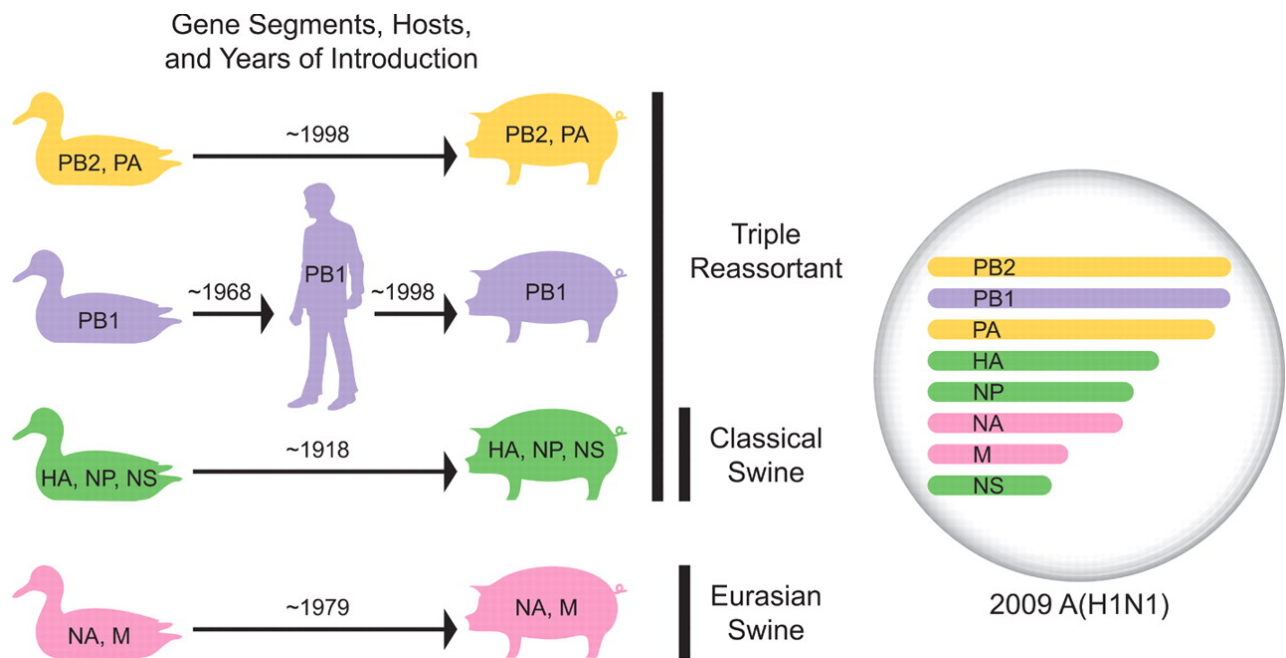 Gene Segments, Hosts,
and Years of Introduction
PB2, PA
~1998
PB2, PA
PB1
~1968
PB1
~1998
PB1
HA, NP, NS
~1918
HA, NP, NS
NA, M
~1979
NA, M
Triple
Reassortant
Classical
Swine
Eurasian
Swine
PB2
PB1
PA
HA
NP
NA
M
NS
2009 A(H1N1)